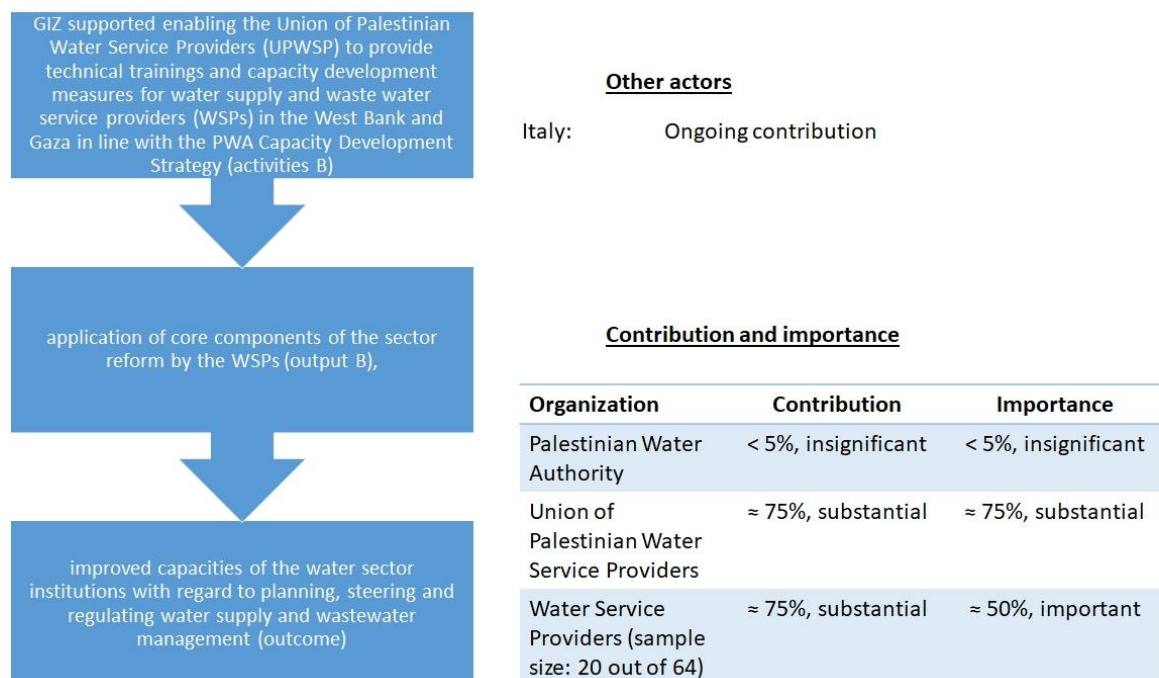 GIZ supported enabling the Union of Palestinian
Water Service Providers (UPWSP) to provide
technical trainings and capacity development
measures for water supply and waste water
service providers (WSPs) in the West Bank and
Gaza in line with the PWA Capacity Development
Strategy (activities B)
application of core components of the sector
reform by the WSPs (output B),
improved capacities of the water sector
institutions with regard to planning, steering and
regulating water supply and wastewater
management (outcome)
Other actors
Italy: Ongoing contribution
Contribution and importance
Organization Contribution Importance
Palestinian Water < 5%, insignificant < 5%, insignificant
Authority
Union of ≈ 75%, substantial ≈ 75%, substantial
Palestinian Water
Service Providers
Water Service ≈ 75%, substantial ≈ 50%, important
Providers (sample
size: 20 out of 64)